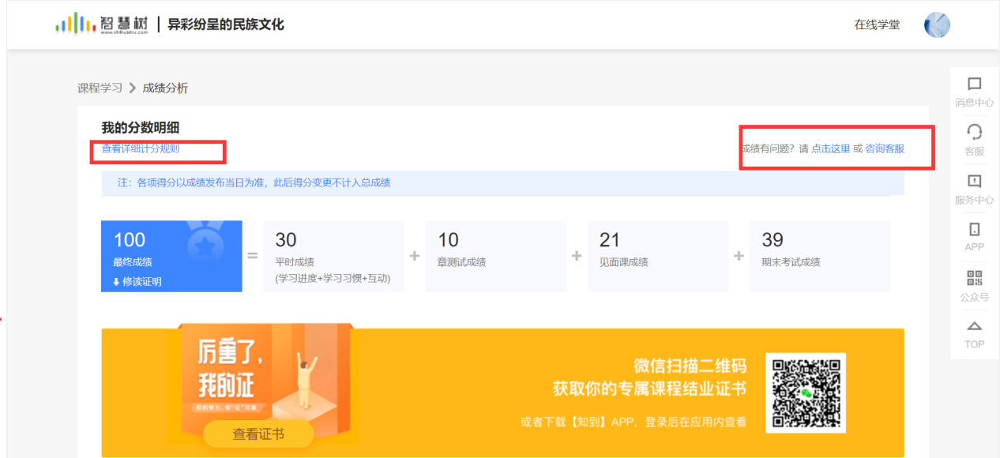 智慧树
www.zhihuishu.com
异彩纷呈的民族文化
在线学堂
课程学习 > 成绩分析
我的分数明细
查看详细计分规则
成绩有问题？请 点击这里 或 咨询客服
注：各项得分以成绩发布当日为准，此后得分变更不计入总成绩
100
最终成绩
修读证明
=
30
平时成绩
(学习进度+学习习惯+互动)
+
10
章测试成绩
+
21
见面课成绩
+
39
期末考试成绩
厉害了，
我的证
你的努力，有“证”可循
查看证书
微信扫描二维码
获取你的专属课程结业证书
或者下载【知到】APP，登录后在应用内查看
消息中心
客服
服务中心
APP
公众号
TOP